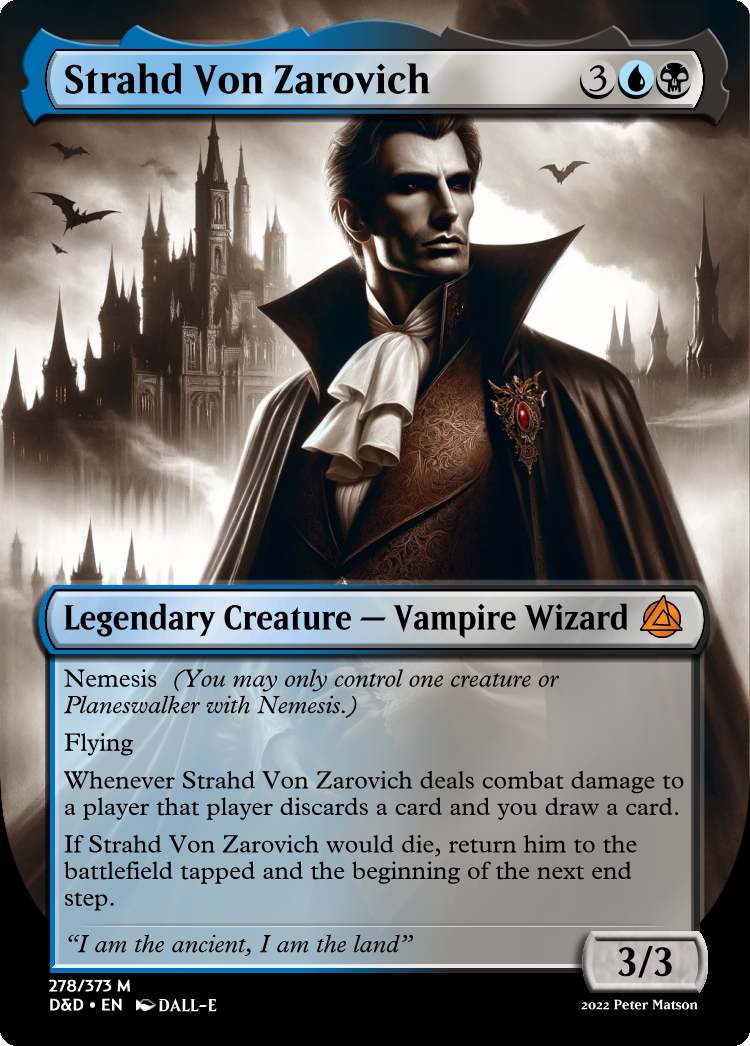 Strahd Von Zarovich 3
Legendary Creature — Vampire Wizard
Nemesis (You may only control one creature or
Planeswalker with Nemesis.)
Flying
Whenever Strahd Von Zarovich deals combat damage to
a player that player discards a card and you draw a card.
If Strahd Von Zarovich would die, return him to the
battlefield tapped and the beginning of the next end
step.
“I am the ancient, I am the land”
3/3
278/373 M
D&D • EN DALL-E
2022 Peter Matson